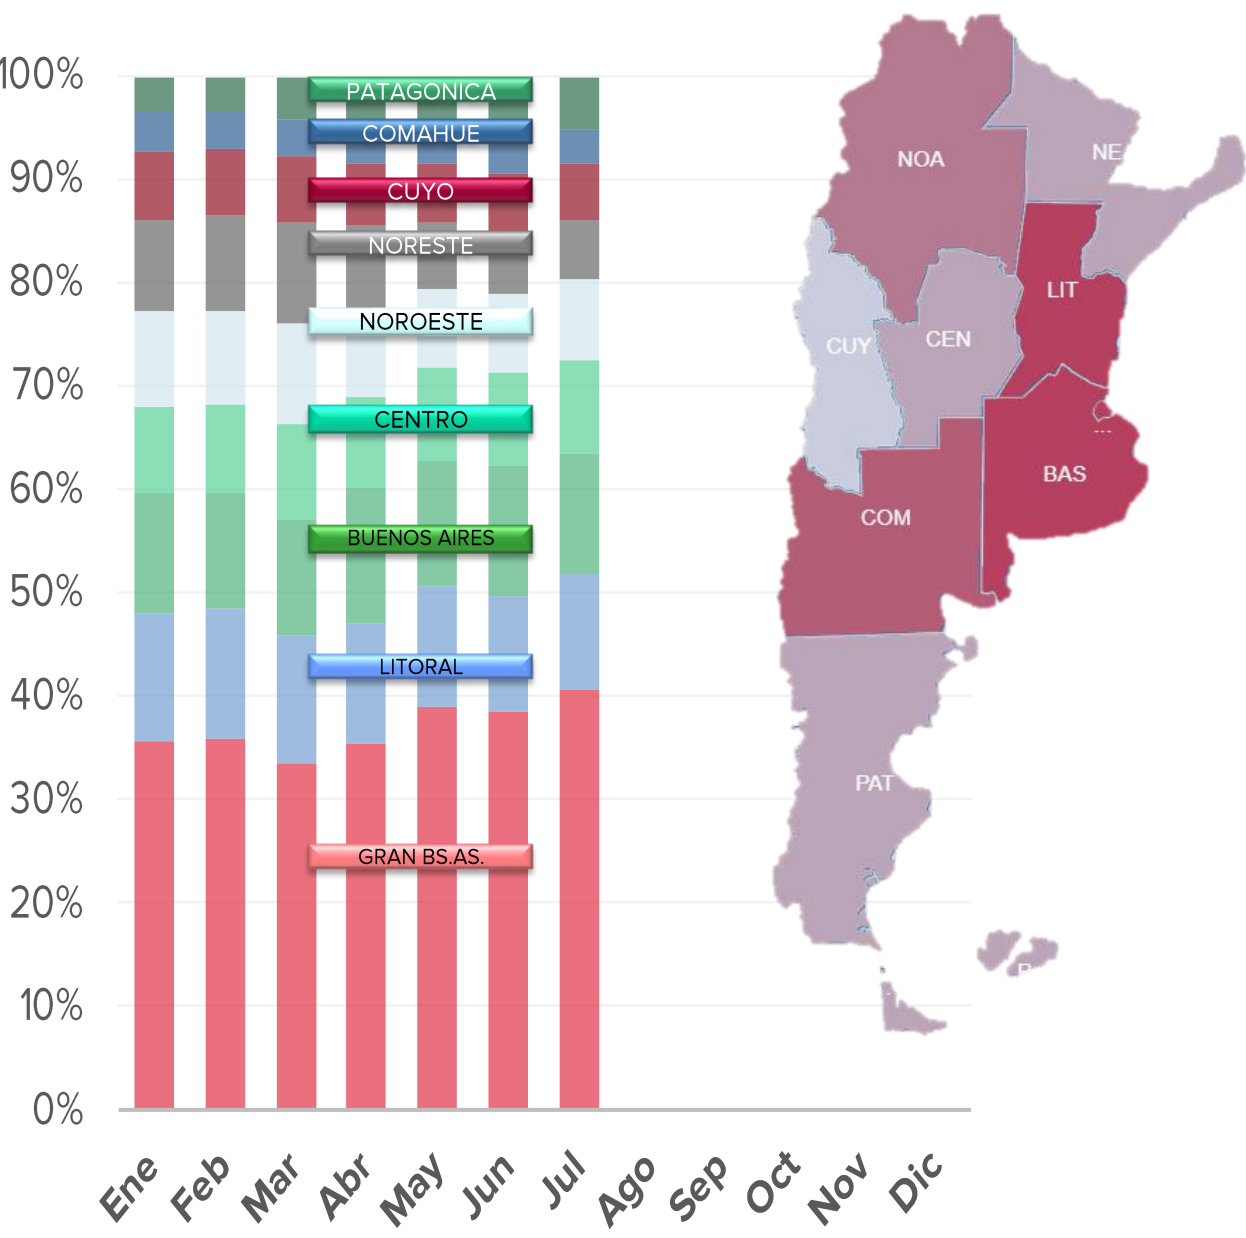 100%
90%
80%
70%
60%
50%
40%
30%
20%
10%
0%
PATAGONICA
COMAHUE
CUYO
NORESTE
NOROESTE
CENTRO
BUENOS AIRES
LITORAL
GRAN BS.AS.
Ene
Feb
Mar
Abr
May
Jun
Jul
Ago
Sep
Oct
Nov
Dic
NOA
NE
LIT
CUY
CEN
---
BAS
COM
PAT